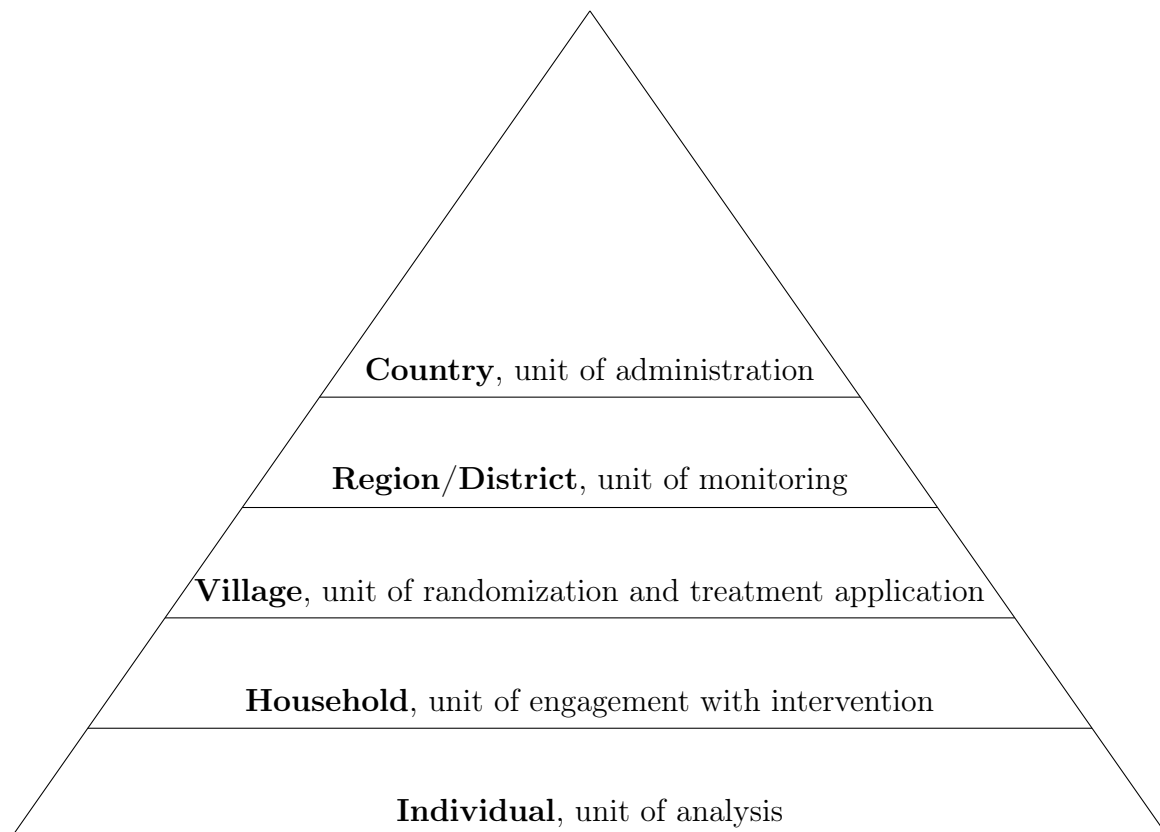 Country, unit of administration
Region/District, unit of monitoring
Village, unit of randomization and treatment application
Household, unit of engagement with intervention
Individual, unit of analysis